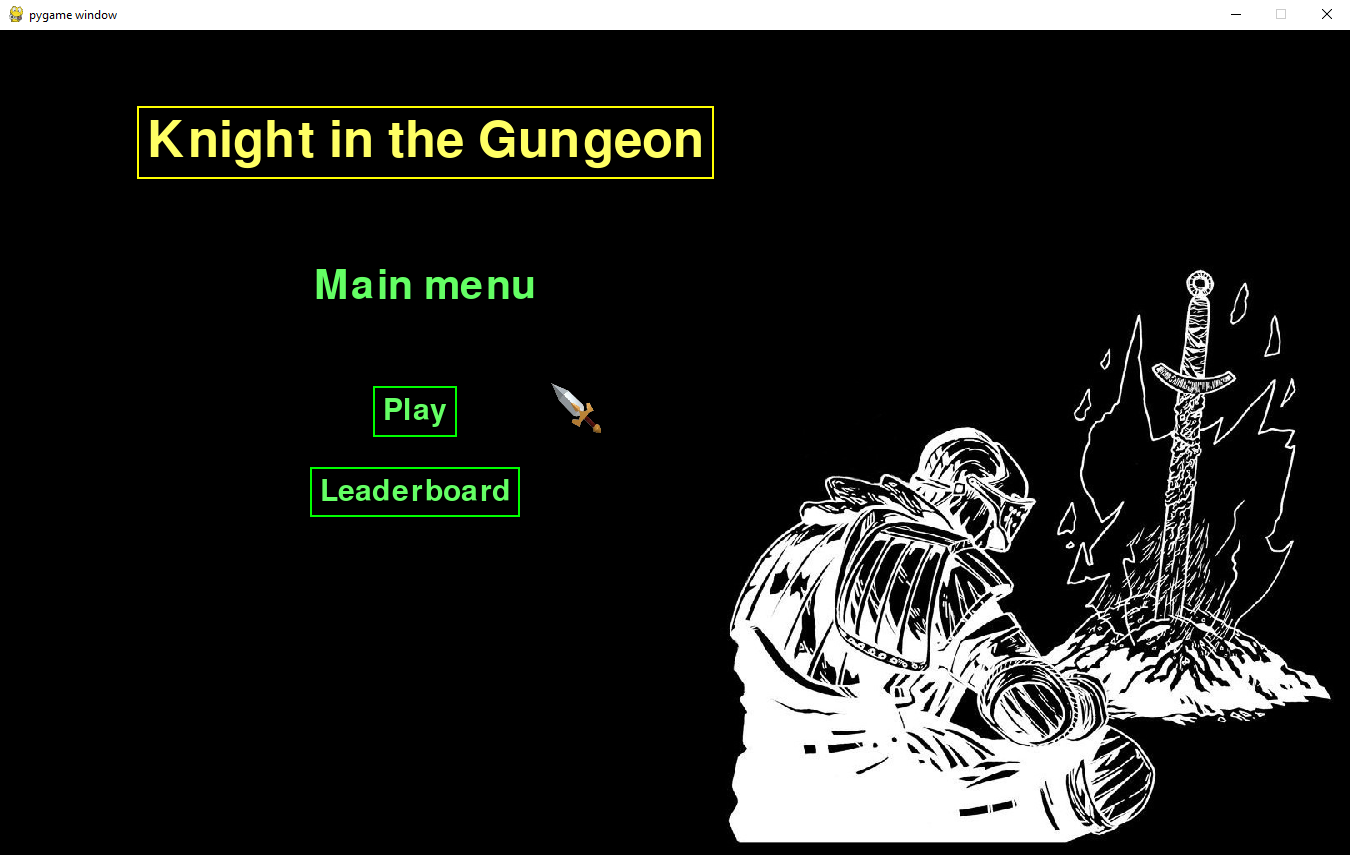 pygame window
Knight in the Gungeon
Main menu
Play
Leaderboard